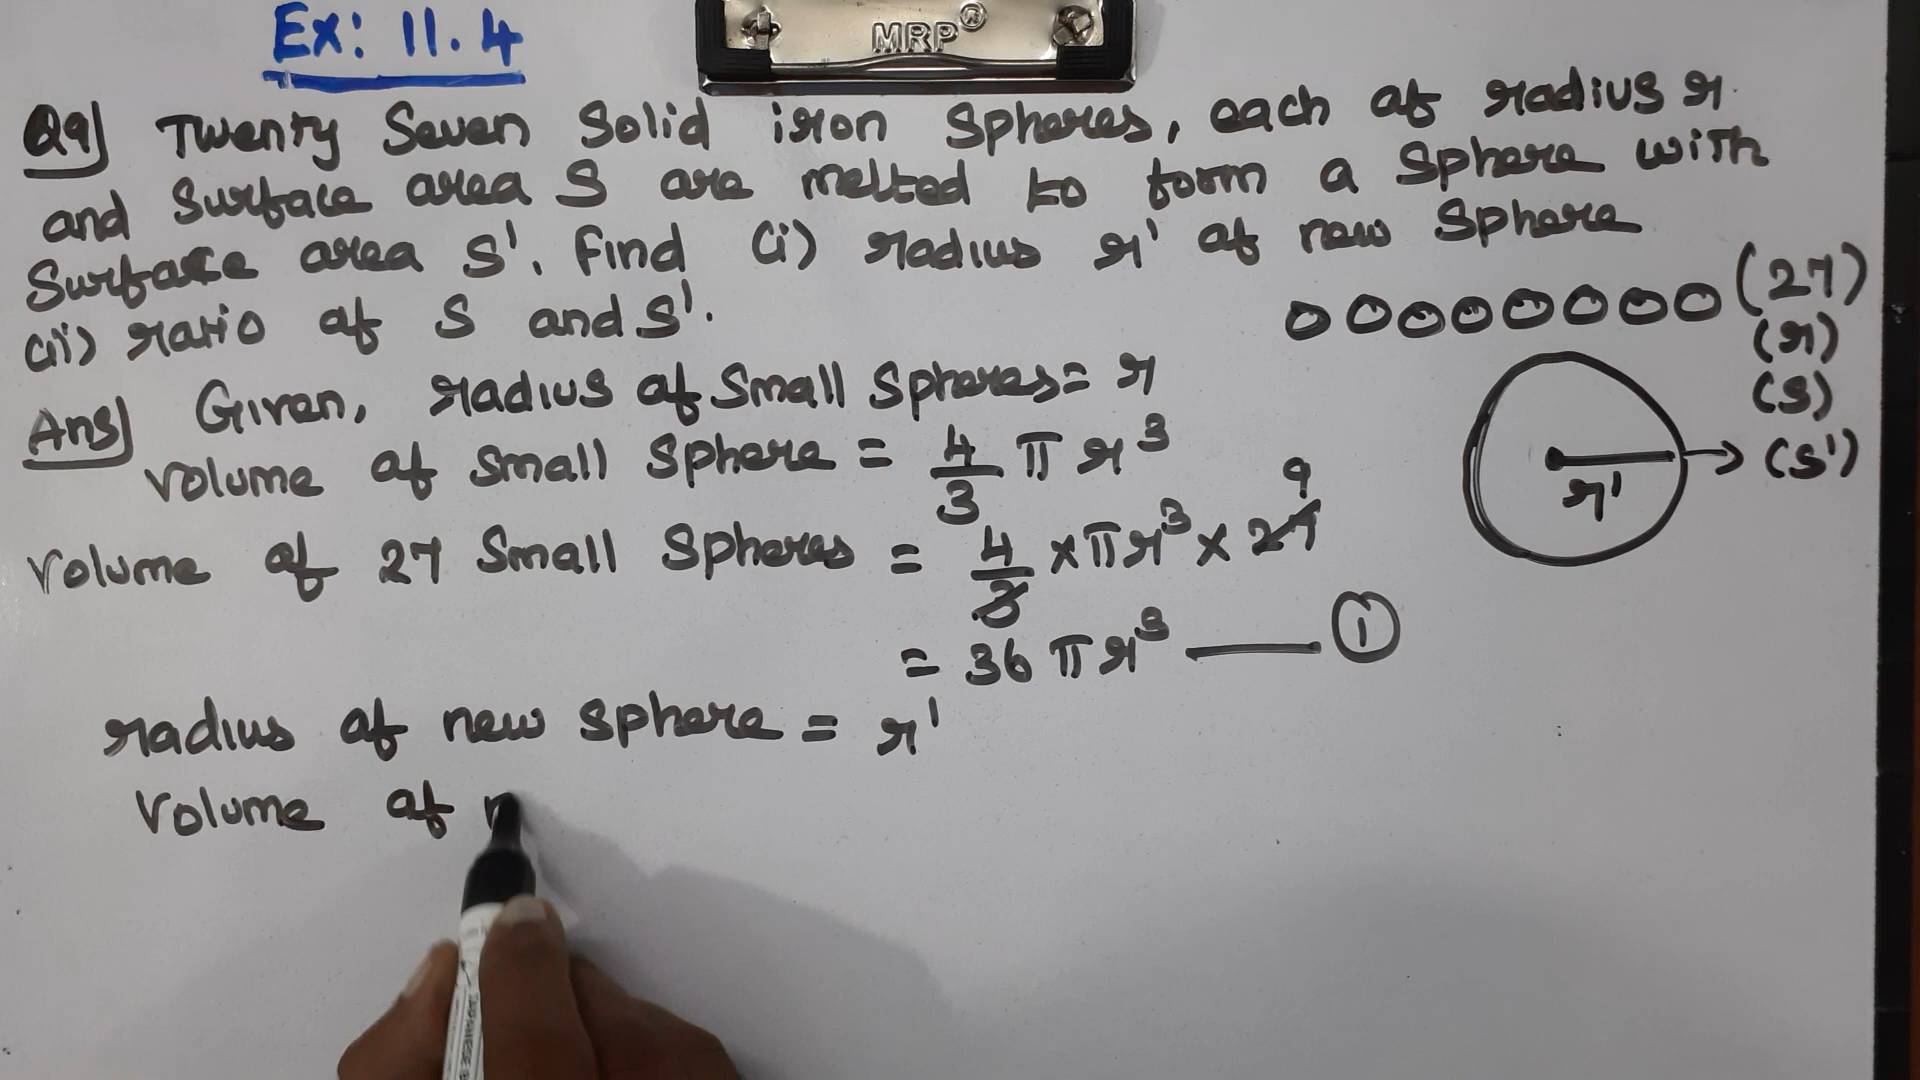 Ex: 11.4
MRP®
Q9) Twenty Seven Solid iron Spheres, each of radius r
and Surface area S are melted to form a Sphere with
Surface area S'. Find (i) radius r' of new Sphere
(ii) ratio of S and S'.
(27)
(r)
(S)
(S')
r'
Ans) Given, radius of Small Spheres = r
Volume of Small Sphere = 4/3 π r³
Volume of 27 Small Spheres = 4/3 × πr³ × 27 9
= 36 πr³ —— ①
radius of new sphere = r'
Volume of n